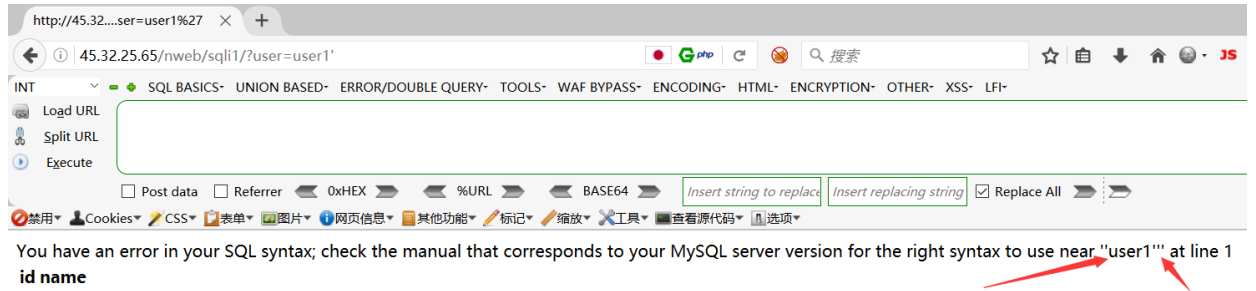 http://45.32....ser=user1%27
45.32.25.65/nweb/sqli1/?user=user1' php 搜索 JS
INT SQL BASICS UNION BASED ERROR/DOUBLE QUERY TOOLS WAF BYPASS ENCODING HTML ENCRYPTION OTHER XSS LFI
Load URL
Split URL
Execute
Post data Referrer 0xHEX %URL BASE64 Insert string to replace Insert replacing string Replace All
禁用 Cookies CSS 表单 图片 网页信息 其他功能 标记 缩放 工具 查看源代码 选项
You have an error in your SQL syntax; check the manual that corresponds to your MySQL server version for the right syntax to use near ''user1''' at line 1
id name